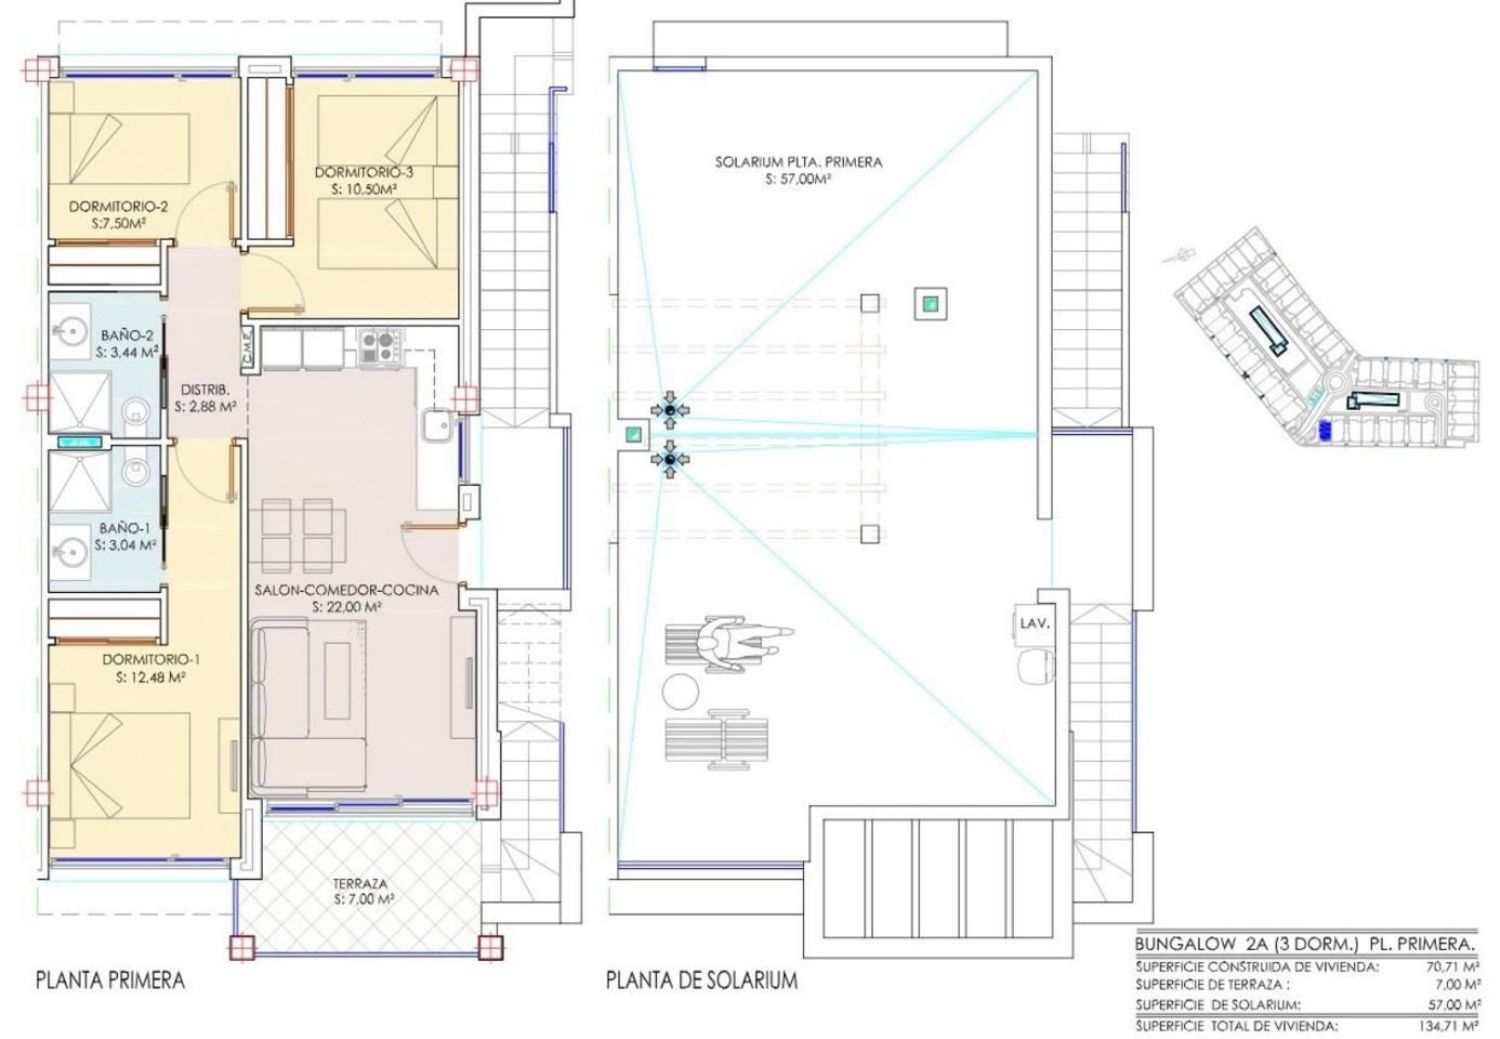 DORMITORIO-3
S: 10,50M²
DORMITORIO-2
S:7,50M²
BAÑO-2
S: 3,44 M²
C.M.E.
DISTRIB.
S: 2,88 M²
BAÑO-1
S: 3,04 M²
SALON-COMEDOR-COCINA
S: 22,00 M²
DORMITORIO-1
S: 12,48 M²
TERRAZA
S: 7,00 M²
PLANTA PRIMERA
SOLARIUM PLTA. PRIMERA
S: 57,00M²
LAV.
PLANTA DE SOLARIUM
BUNGALOW 2A (3 DORM.) PL. PRIMERA.
SUPERFICIE CONSTRUIDA DE VIVIENDA: 70,71 M²
SUPERFICIE DE TERRAZA : 7,00 M²
SUPERFICIE DE SOLARIUM: 57,00 M²
SUPERFICIE TOTAL DE VIVIENDA: 134,71 M²